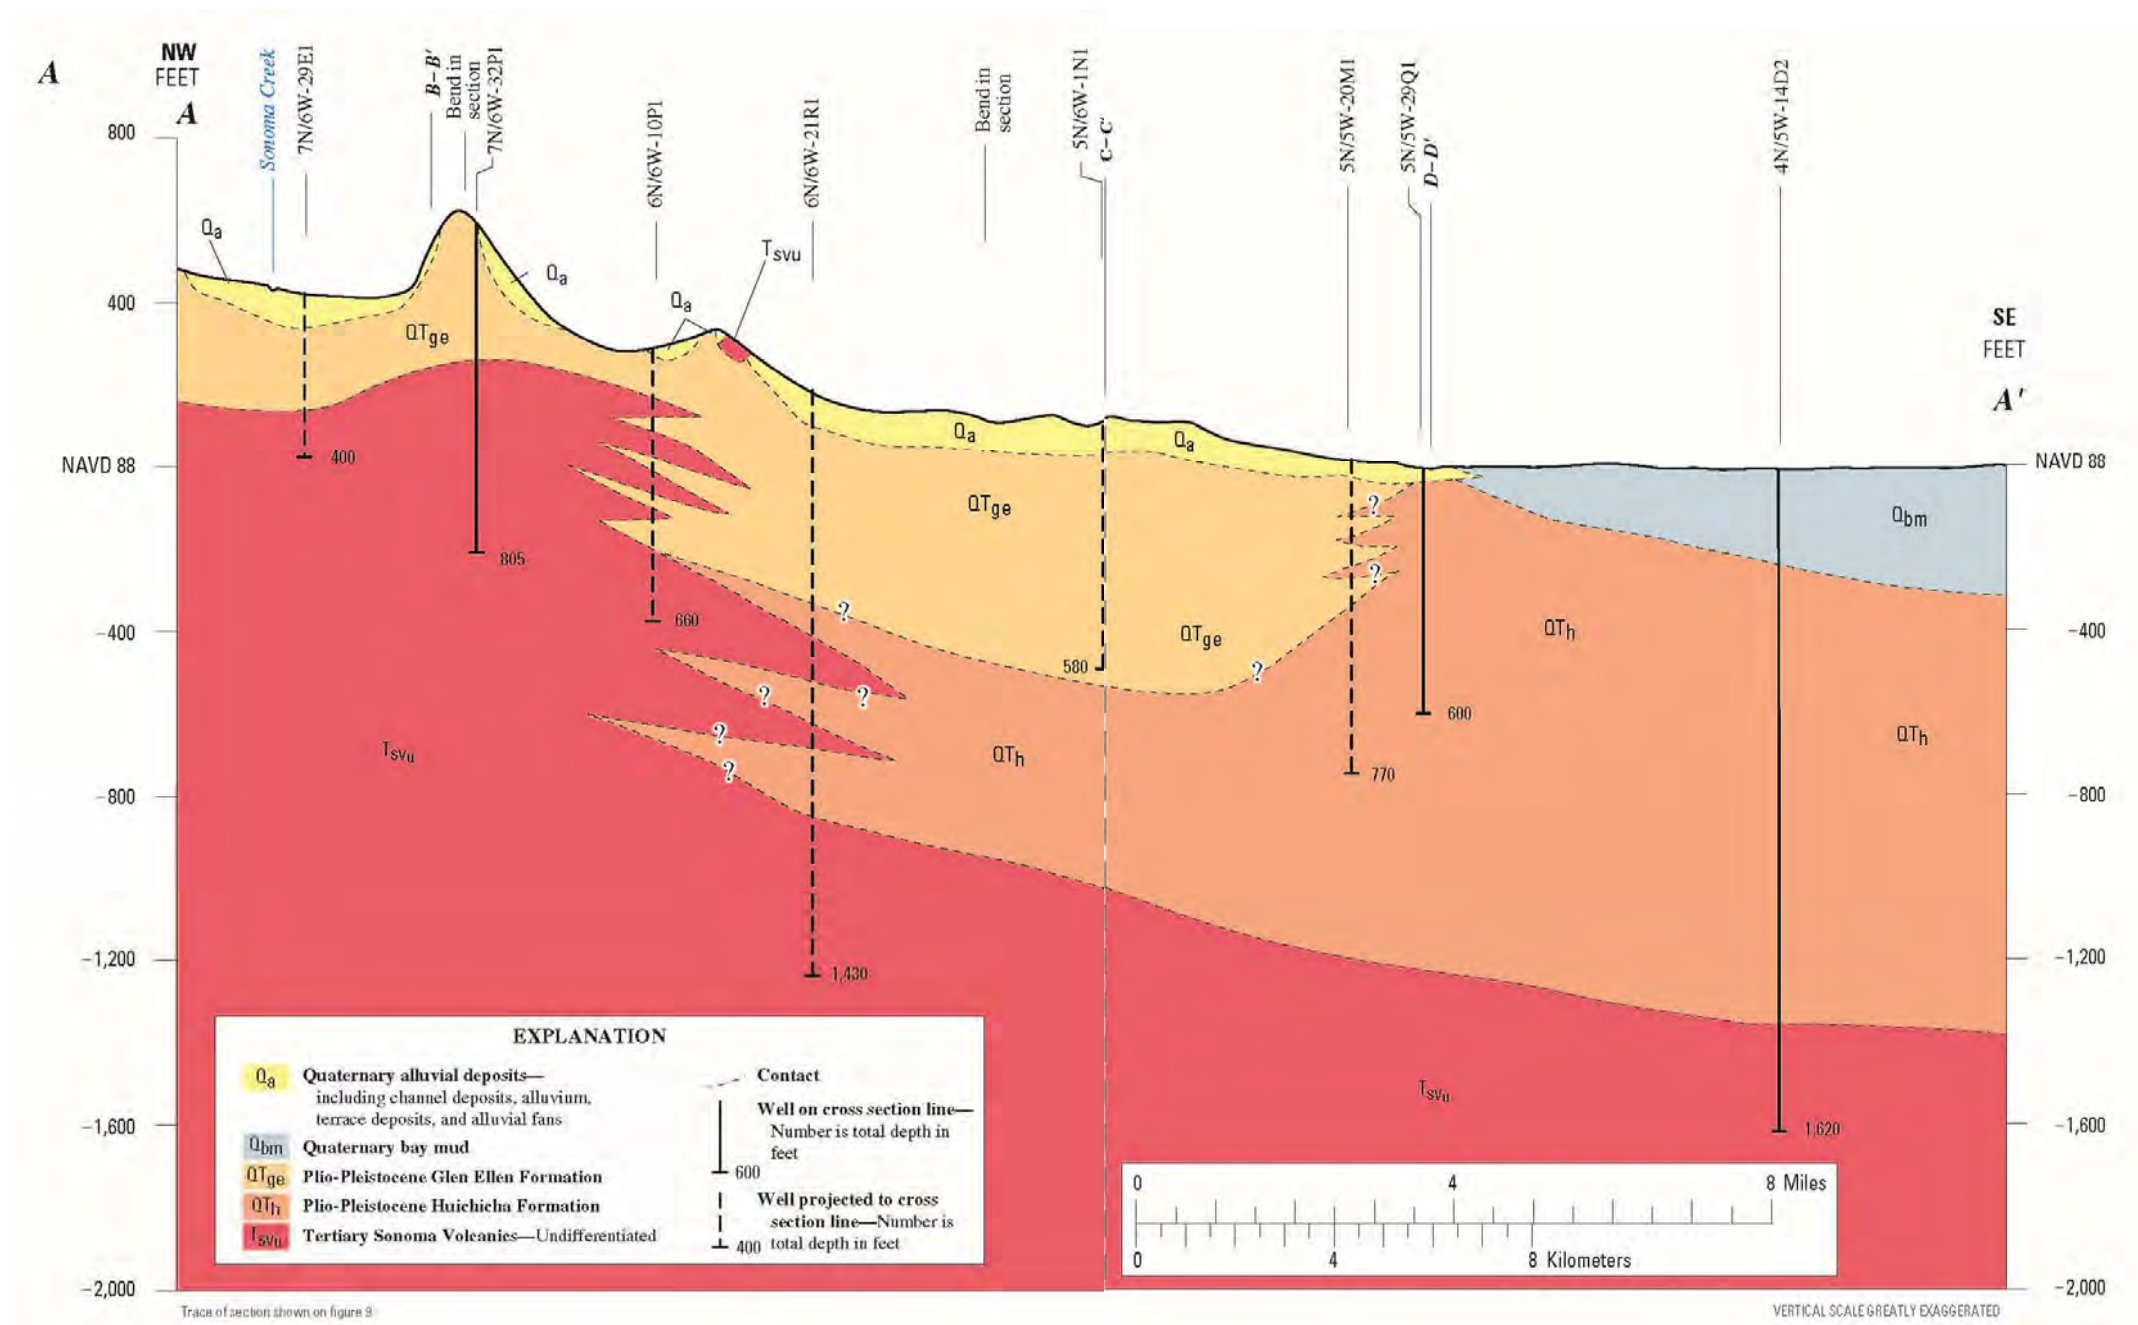 A
NW
FEET
A
Sonoma Creek
7N/6W-29E1
B–B′
Bend in
section
7N/6W-32P1
6N/6W-10P1
6N/6W-21R1
Bend in
section
5N/6W-1N1
C–C′
5N/5W-20M1
5N/5W-29Q1
D–D′
4N/5W-14D2
SE
FEET
A′
800
400
NAVD 88
−400
−800
−1,200
−1,600
−2,000
NAVD 88
−400
−800
−1,200
−1,600
−2,000
Qa
Qa
Qa
Tsvu
QTge
Qa
Qa
QTge
Qbm
QTge
QTh
QTh
QTh
Tsvu
Tsvu
?
?
?
?
?
?
?
?
400
805
660
1,430
580
770
600
1,620
EXPLANATION
Qa Quaternary alluvial deposits—
including channel deposits, alluvium,
terrace deposits, and alluvial fans
Qbm Quaternary bay mud
QTge Plio-Pleistocene Glen Ellen Formation
QTh Plio-Pleistocene Huichicha Formation
Tsvu Tertiary Sonoma Volcanics—Undifferentiated
Contact
Well on cross section line—
Number is total depth in
feet
600
Well projected to cross
section line—Number is
400 total depth in feet
0 4 8 Miles
0 4 8 Kilometers
Trace of section shown on figure 9
VERTICAL SCALE GREATLY EXAGGERATED